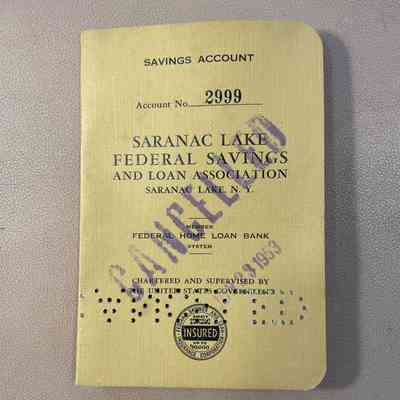 SAVINGS ACCOUNT
Account No. 2999
SARANAC LAKE
FEDERAL SAVINGS
AND LOAN ASSOCIATION
SARANAC LAKE, N. Y.
CANCELLED
MEMBER
FEDERAL HOME LOAN BANK
SYSTEM
1953
CHARTERED AND SUPERVISED BY
THE UNITED STATES GOVERNMENT
INSURED